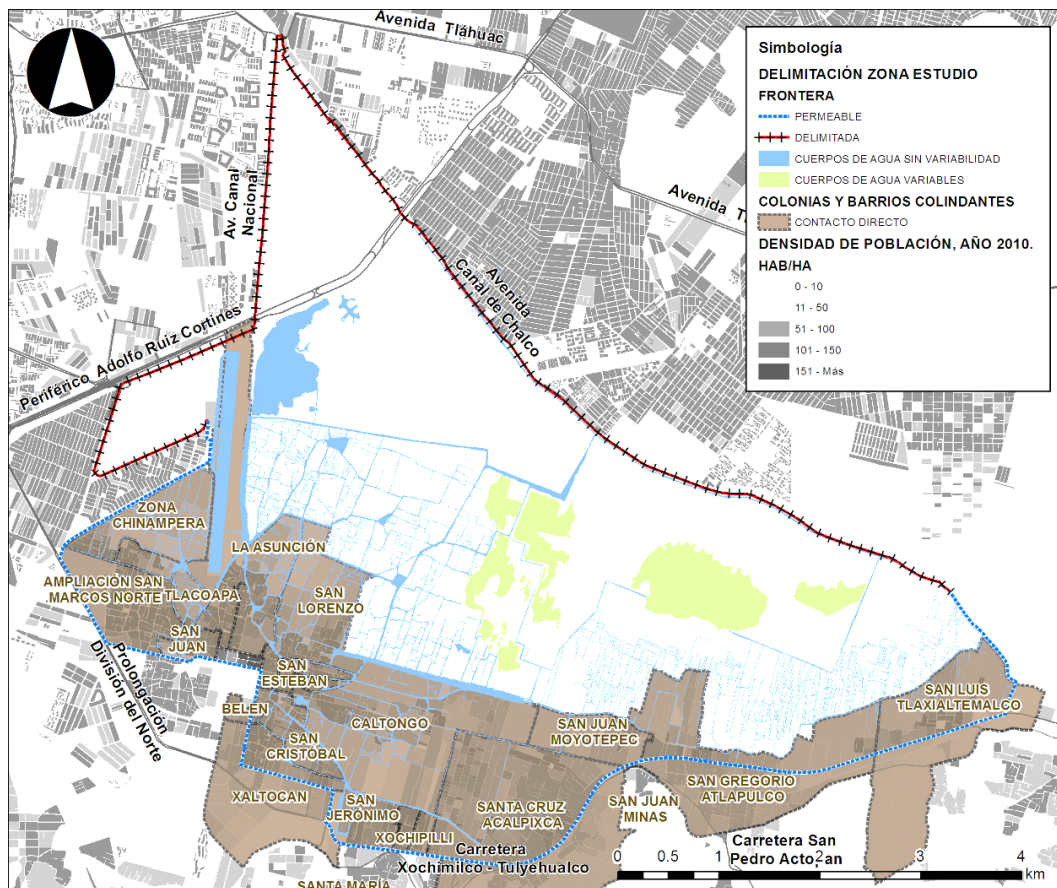 Avenida Tláhuac
Simbología
DELIMITACIÓN ZONA ESTUDIO
FRONTERA
PERMEABLE
DELIMITADA
CUERPOS DE AGUA SIN VARIABILIDAD
CUERPOS DE AGUA VARIABLES
COLONIAS Y BARRIOS COLINDANTES
CONTACTO DIRECTO
DENSIDAD DE POBLACIÓN, AÑO 2010.
HAB/HA
0 - 10
11 - 50
51 - 100
101 - 150
151 - Más
Av. Canal
Nacional
Avenida T
Avenida
Canal de Chalco
Periférico Adolfo Ruiz Cortines
ZONA
CHINAMPERA
LA ASUNCIÓN
AMPLIACIÓN SAN
MARCOS NORTE
TLACOAPA
SAN
LORENZO
SAN
JUAN
Prolongación
División del Norte
SAN
ESTEBAN
BELÉN
CALTONGO
SAN
CRISTÓBAL
SAN JUAN
MOYOTEPEC
SAN LUIS
TLAXIALTEMALCO
XALTOCAN
SAN
JERÓNIMO
XOCHIPILLI
SANTA CRUZ
ACALPIXCA
SAN JUAN
MINAS
SAN GREGORIO
ATLAPULCO
Carretera
Xochimilco - Tulyehualco
Carretera San
Pedro Actopan
0 0.5 1 2 3 4
km
SANTA MARÍA